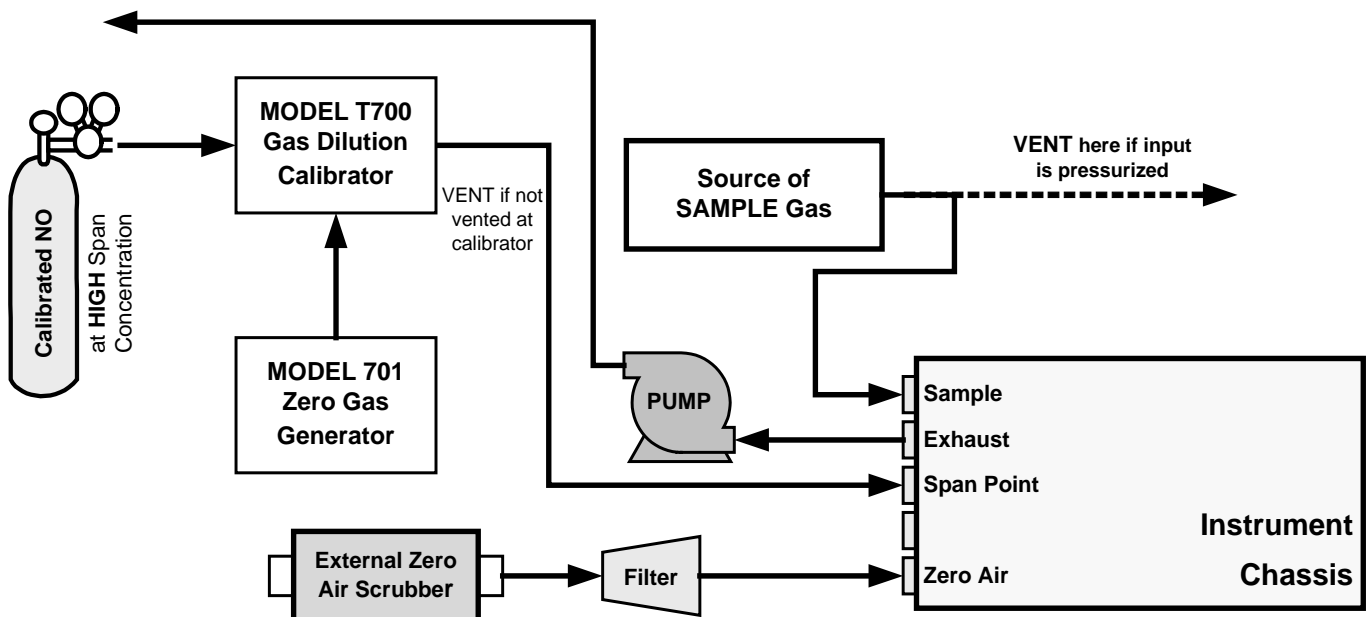 MODEL T700
Gas Dilution
Calibrator
Calibrated NO
at HIGH Span
Concentration
VENT if not
vented at
calibrator
Source of
SAMPLE Gas
VENT here if input
is pressurized
MODEL 701
Zero Gas
Generator
PUMP
Sample
Exhaust
Span Point
Zero Air
Instrument
Chassis
External Zero
Air Scrubber
Filter